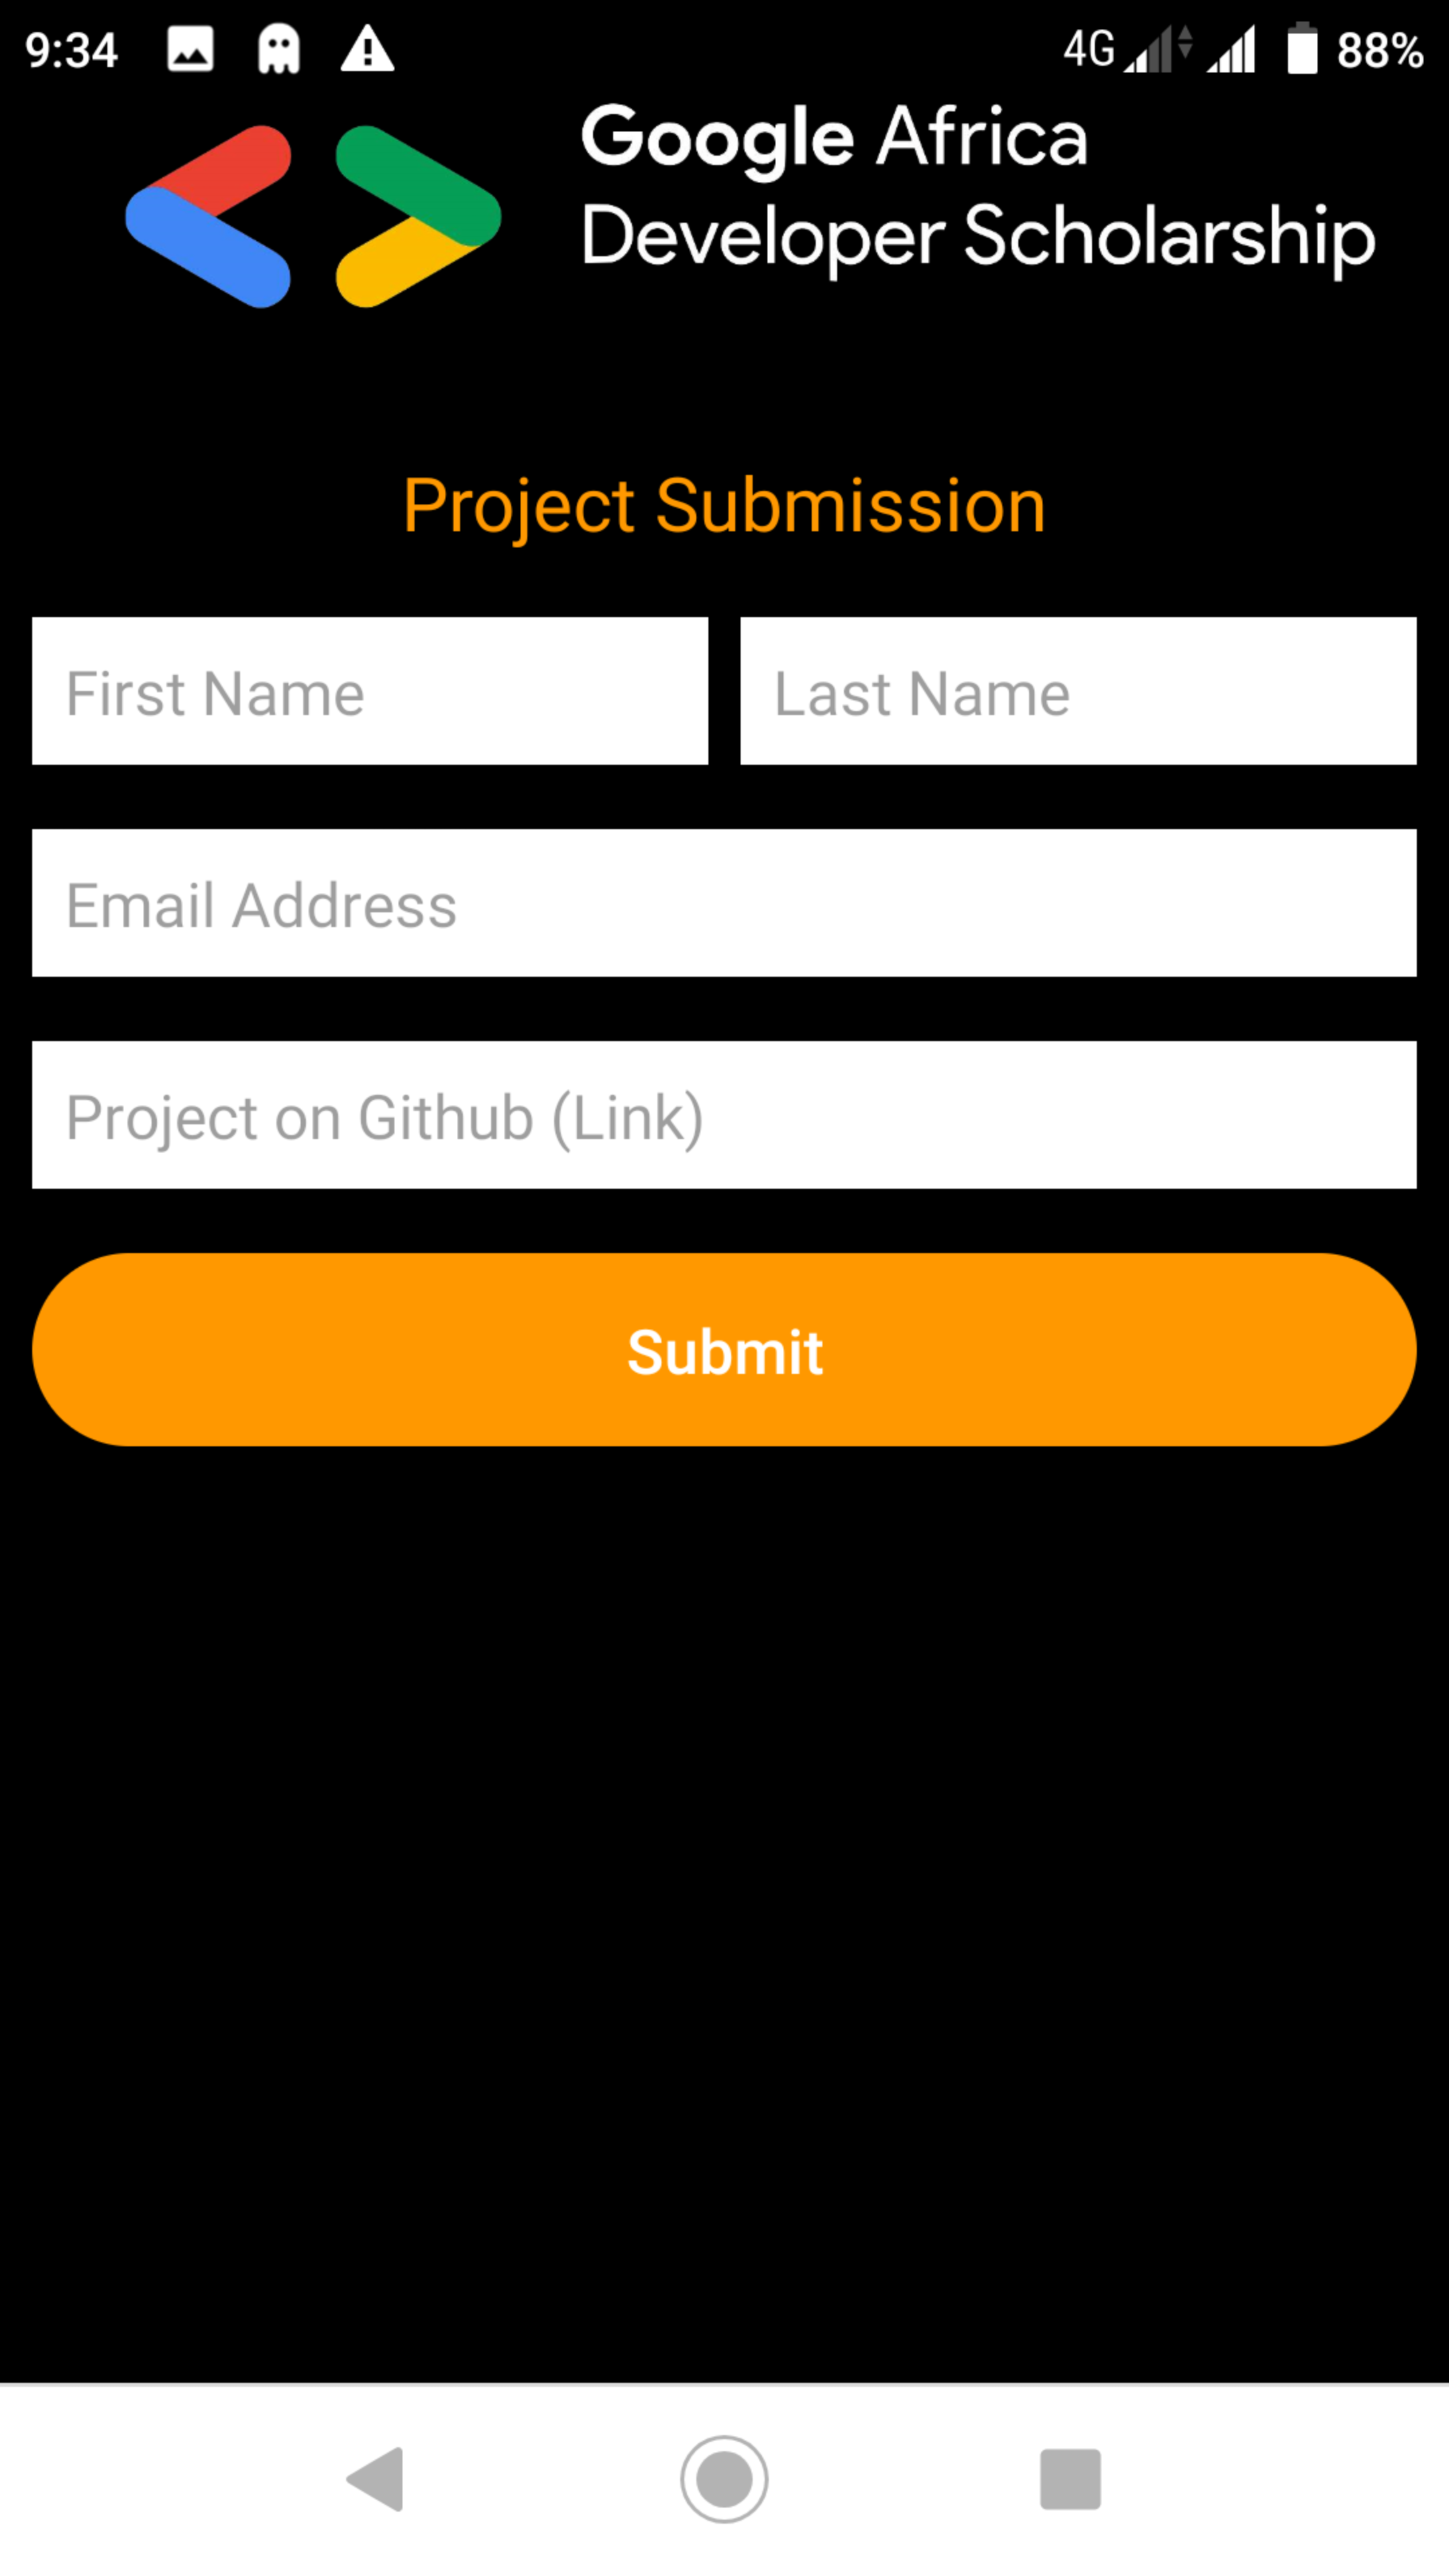 9:34 4G 88%
Google Africa
Developer Scholarship
Project Submission
First Name Last Name
Email Address
Project on Github (Link)
Submit